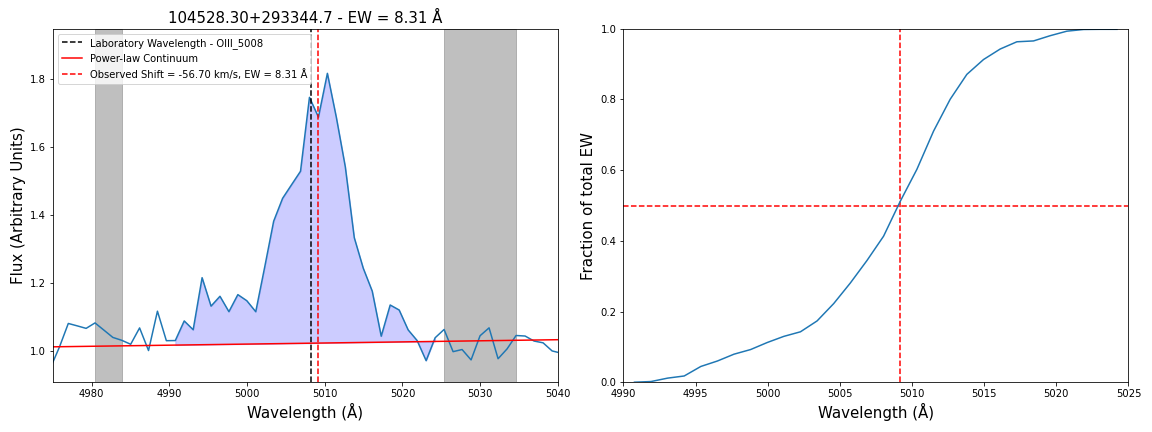 104528.30+293344.7 - EW = 8.31 Å
Laboratory Wavelength - OIII_5008
Power-law Continuum
Observed Shift = -56.70 km/s, EW = 8.31 Å
Flux (Arbitrary Units)
1.8
1.6
1.4
1.2
1.0
4980 4990 5000 5010 5020 5030 5040
Wavelength (Å)
Fraction of total EW
1.0
0.8
0.6
0.4
0.2
0.0
4990 4995 5000 5005 5010 5015 5020 5025
Wavelength (Å)